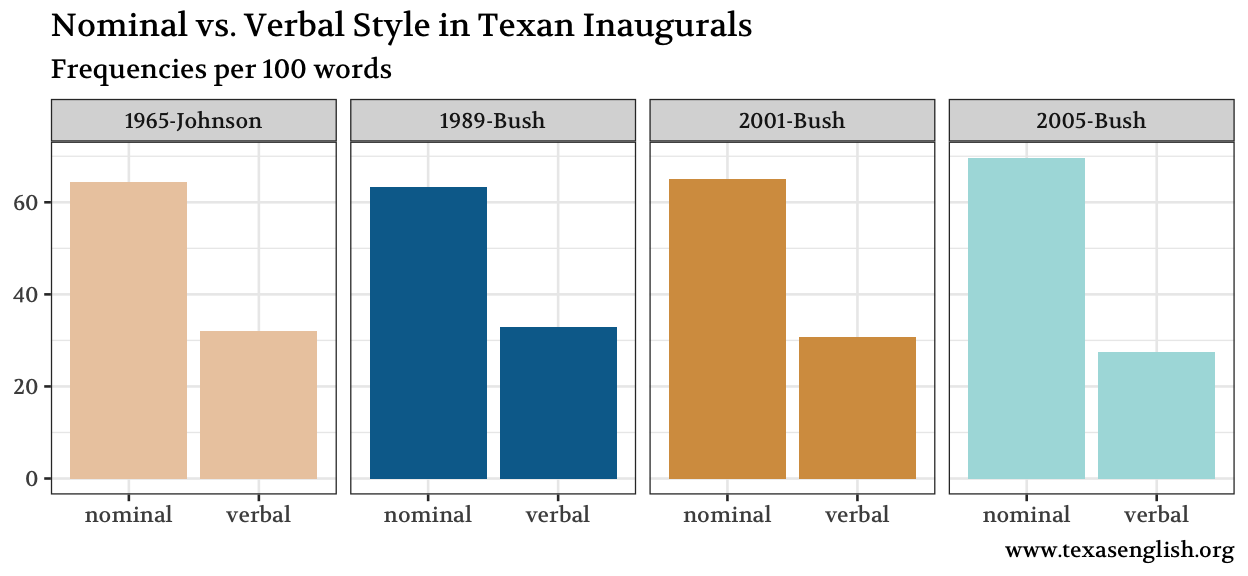 Nominal vs. Verbal Style in Texan Inaugurals
Frequencies per 100 words
1965-Johnson
1989-Bush
2001-Bush
2005-Bush
60
40
20
0
nominal verbal nominal verbal nominal verbal nominal verbal
www.texasenglish.org